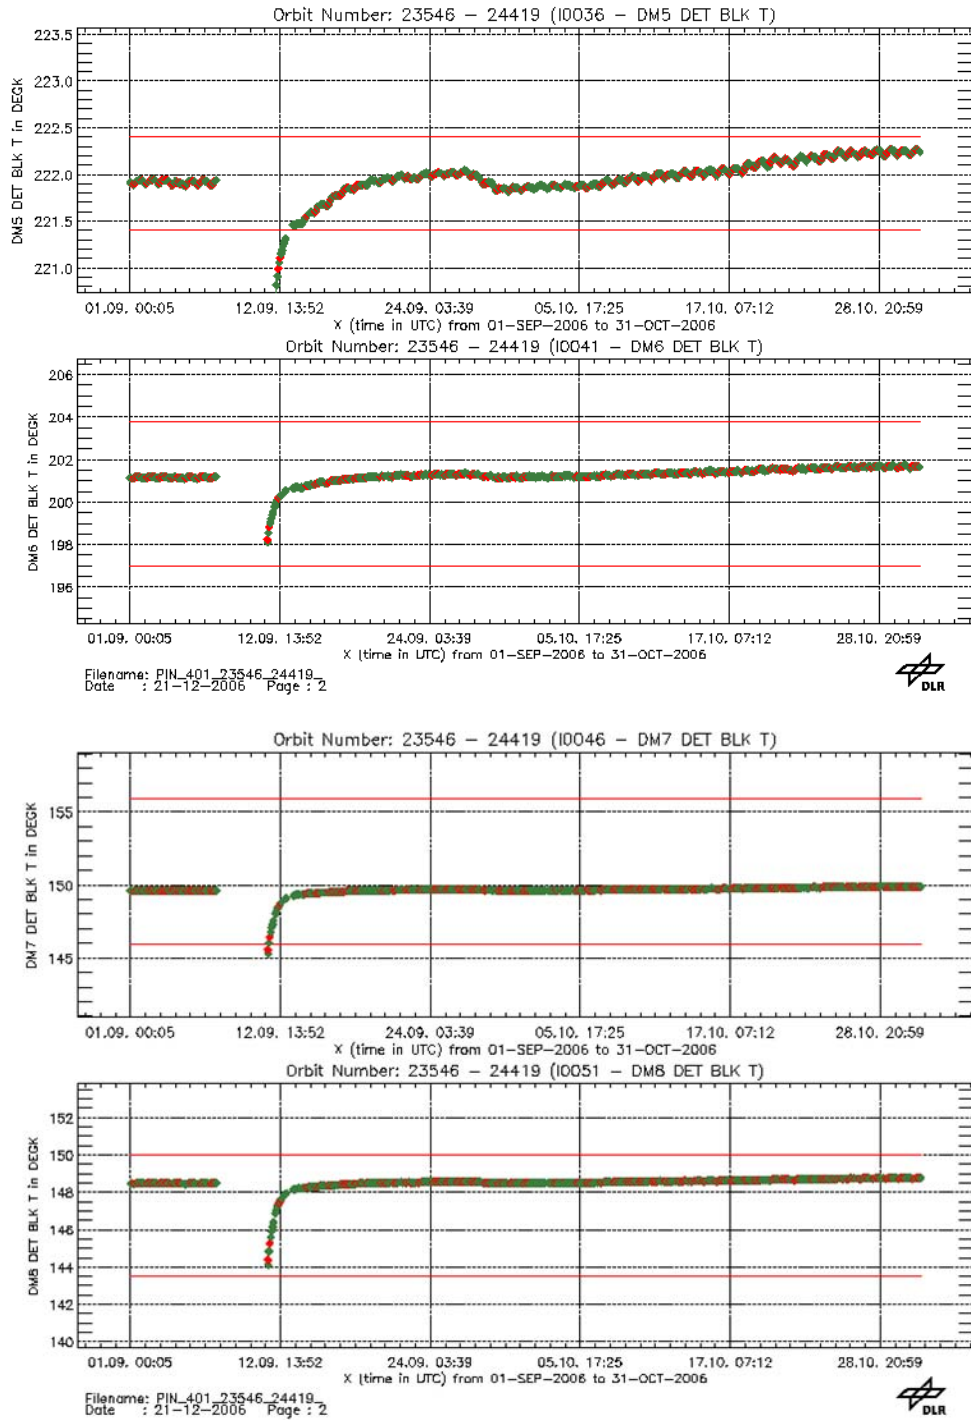 Orbit Number: 23546 – 24419 (I0036 – DM5 DET BLK T)
DM5 DET BLK T in DEGK
223.5
223.0
222.5
222.0
221.5
221.0
01.09. 00:05 12.09. 13:52 24.09. 03:39 05.10. 17:25 17.10. 07:12 28.10. 20:59
X (time in UTC) from 01–SEP–2006 to 31–OCT–2006
Orbit Number: 23546 – 24419 (I0041 – DM6 DET BLK T)
DM6 DET BLK T in DEGK
206
204
202
200
198
196
01.09. 00:05 12.09. 13:52 24.09. 03:39 05.10. 17:25 17.10. 07:12 28.10. 20:59
X (time in UTC) from 01–SEP–2006 to 31–OCT–2006
Filename: PIN_401_23546_24419_
Date : 21–12–2006 Page : 2
DLR
Orbit Number: 23546 – 24419 (I0046 – DM7 DET BLK T)
DM7 DET BLK T in DEGK
155
150
145
01.09. 00:05 12.09. 13:52 24.09. 03:39 05.10. 17:25 17.10. 07:12 28.10. 20:59
X (time in UTC) from 01–SEP–2006 to 31–OCT–2006
Orbit Number: 23546 – 24419 (I0051 – DM8 DET BLK T)
DM8 DET BLK T in DEGK
152
150
148
146
144
142
140
01.09. 00:05 12.09. 13:52 24.09. 03:39 05.10. 17:25 17.10. 07:12 28.10. 20:59
X (time in UTC) from 01–SEP–2006 to 31–OCT–2006
Filename: PIN_401_23546_24419_
Date : 21–12–2006 Page : 2
DLR